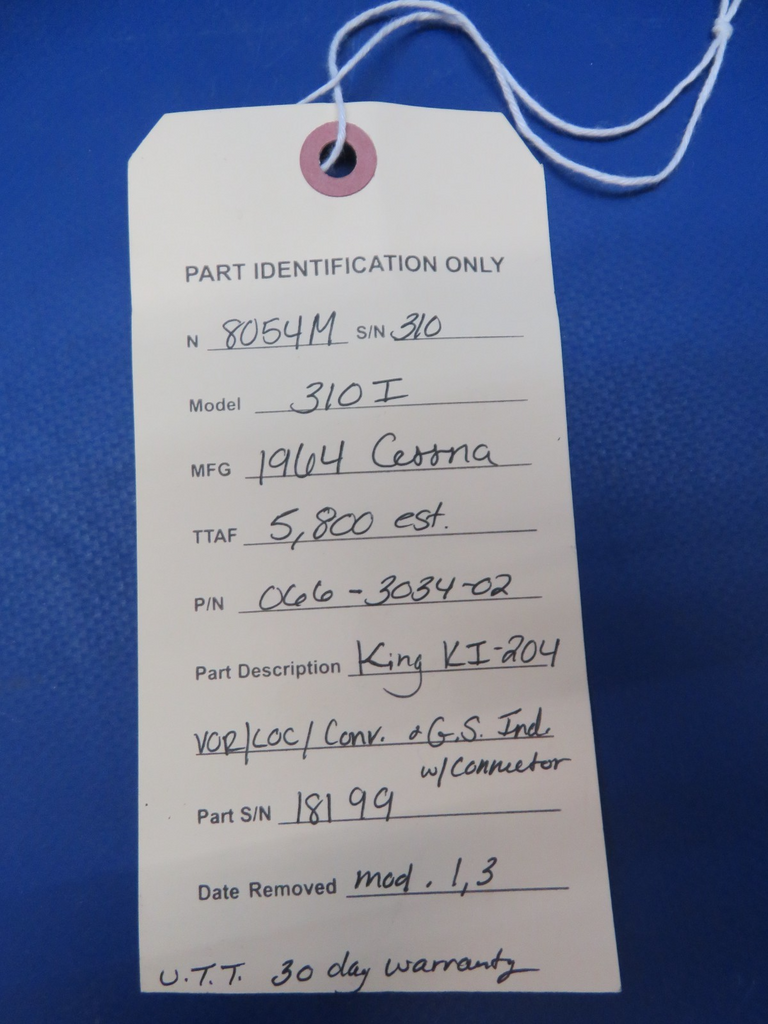 PART IDENTIFICATION ONLY
N 8054M S/N 310
Model 310 I
MFG 1964 Cessna
TTAF 5,800 est.
P/N 066-3034-02
Part Description King KI-204
VOR/LOC/ Conv. & G.S. Ind.
w/ Connector
Part S/N 18199
Date Removed mod. 1,3
U.T.T. 30 day warranty